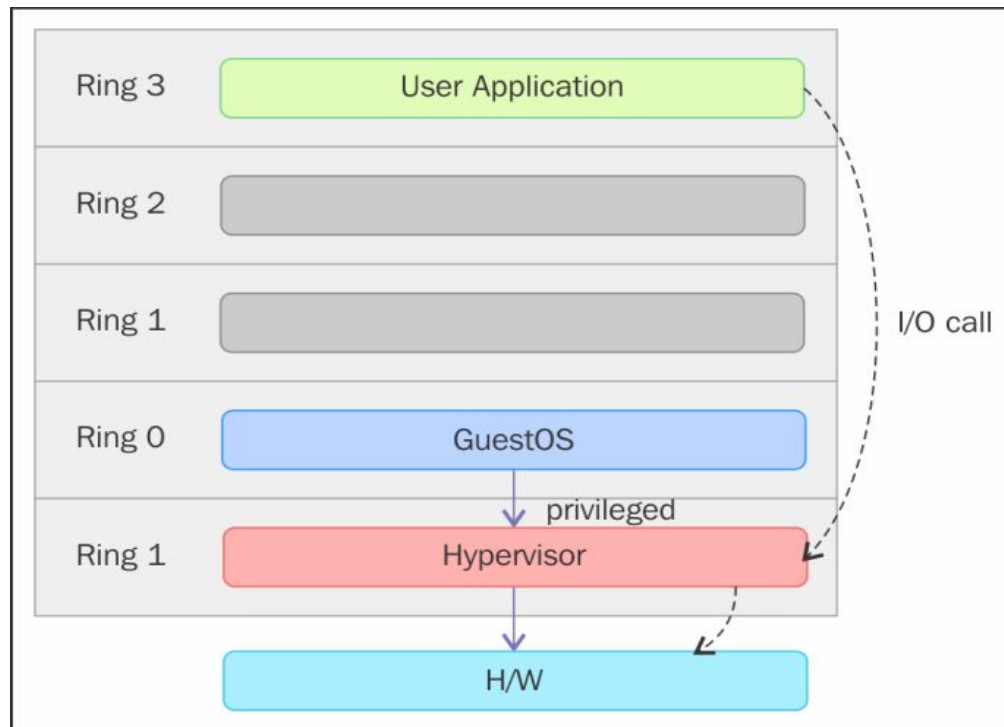 Ring 3
User Application
Ring 2
Ring 1
I/O call
Ring 0
GuestOS
privileged
Ring 1
Hypervisor
H/W